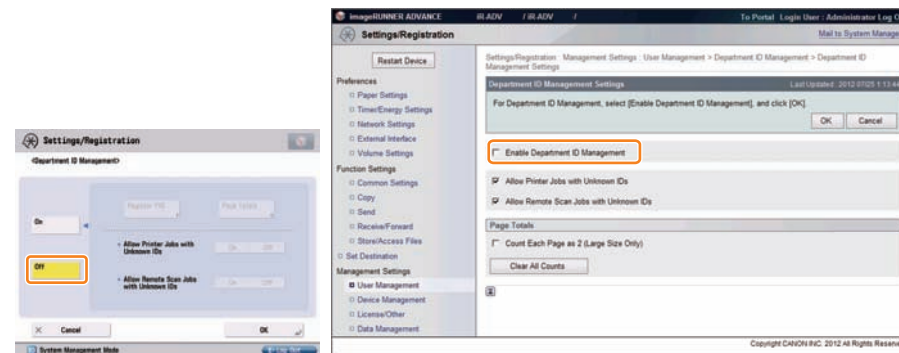 Settings/Registration
<Department ID Management>
Register PIN
Page Totals
On
• Allow Printer Jobs with
Unknown IDs
On
Off
Off
• Allow Remote Scan Jobs
with Unknown IDs
On
Off
Cancel
OK
System Management Mode
Log Out
imageRUNNER ADVANCE
iR-ADV / iR-ADV /
To Portal Login User : Administrator Log O
Settings/Registration
Mail to System Manage
Restart Device
Preferences
Paper Settings
Timer/Energy Settings
Network Settings
External Interface
Volume Settings
Function Settings
Common Settings
Copy
Send
Receive/Forward
Store/Access Files
Set Destination
Management Settings
User Management
Device Management
License/Other
Data Management
Settings/Registration : Management Settings : User Management > Department ID Management > Department ID
Management Settings
Department ID Management Settings
Last Updated : 2012 07/25 1:13:44
For Department ID Management, select [Enable Department ID Management], and click [OK].
OK
Cancel
Enable Department ID Management
Allow Printer Jobs with Unknown IDs
Allow Remote Scan Jobs with Unknown IDs
Page Totals
Count Each Page as 2 (Large Size Only)
Clear All Counts
Copyright CANON INC. 2012 All Rights Reserve